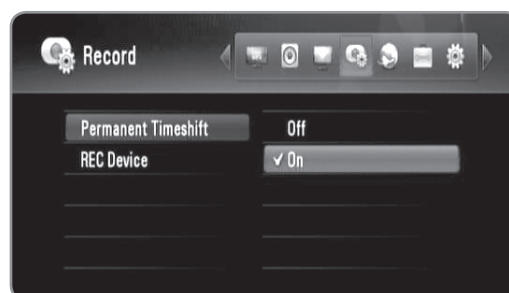 Record
Permanent Timeshift
Off
REC Device
✓ On